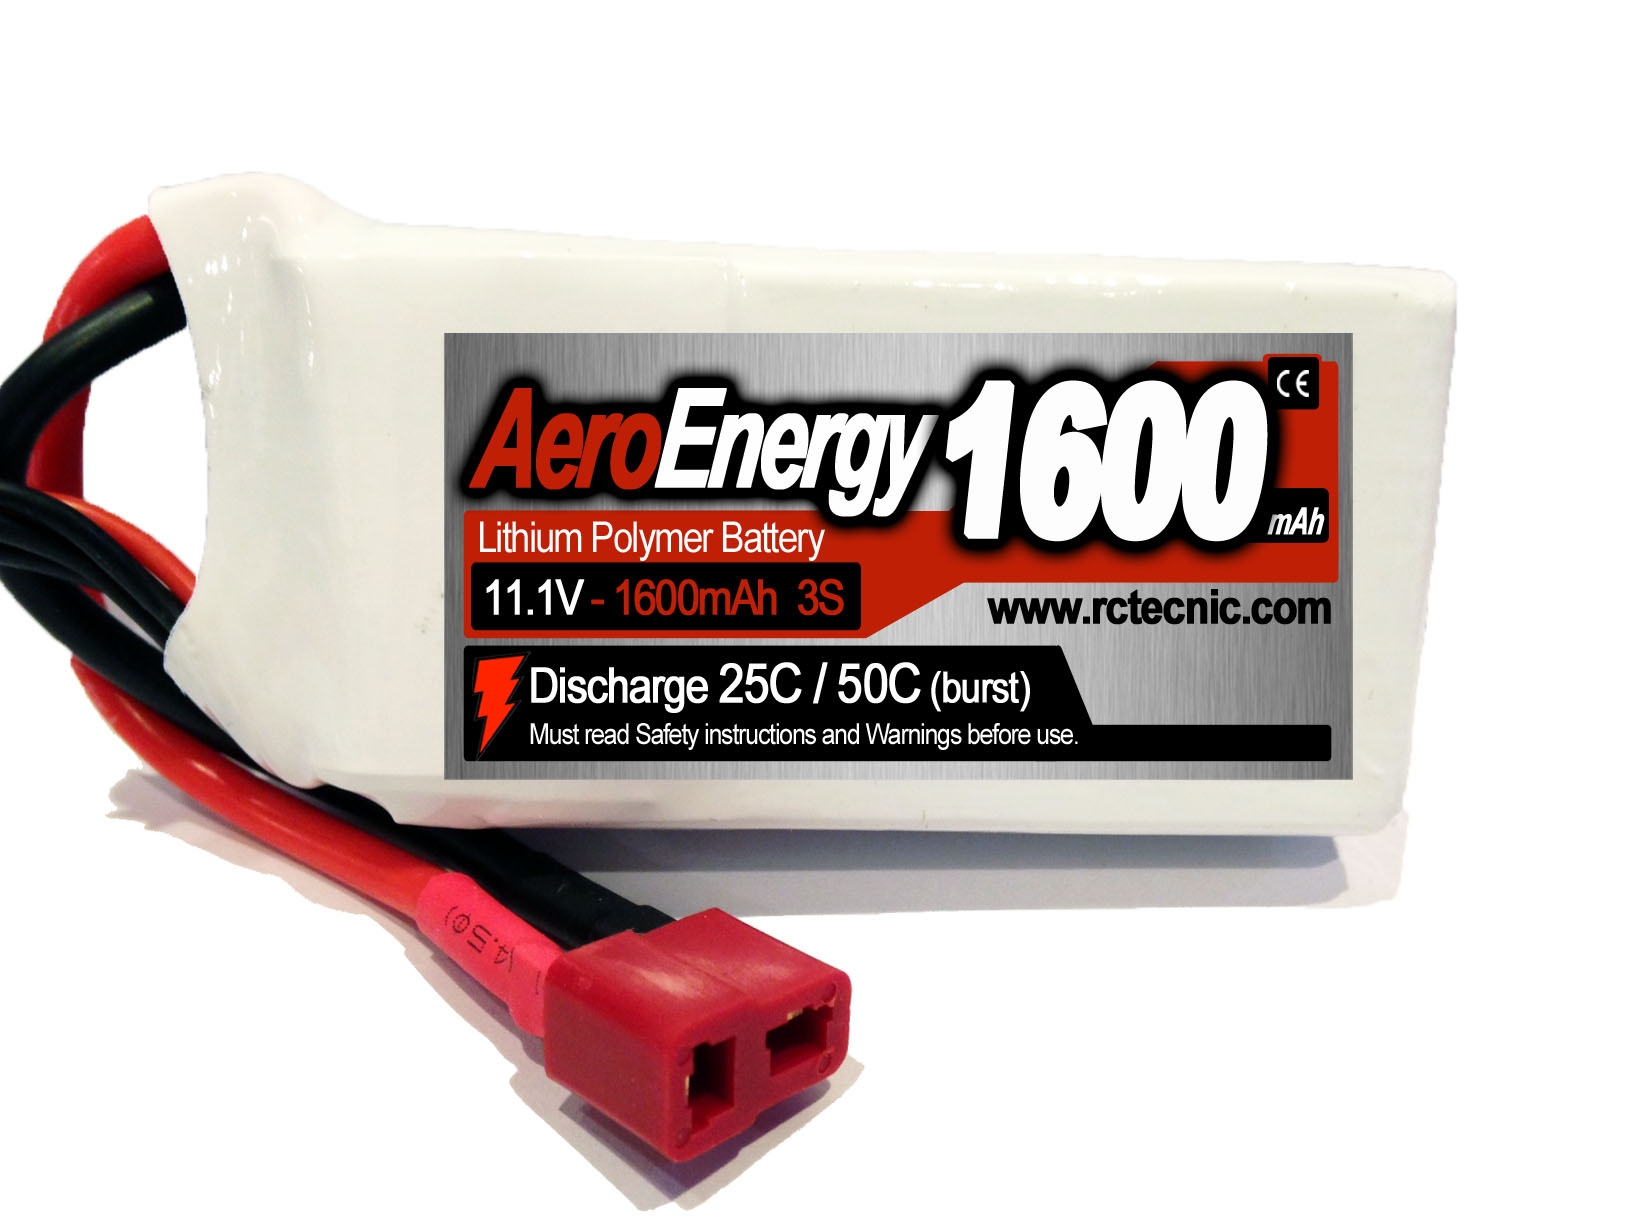 AeroEnergy 1600 mAh
CE
Lithium Polymer Battery
11.1V - 1600mAh 3S
www.rctecnic.com
Discharge 25C / 50C (burst)
Must read Safety instructions and Warnings before use.